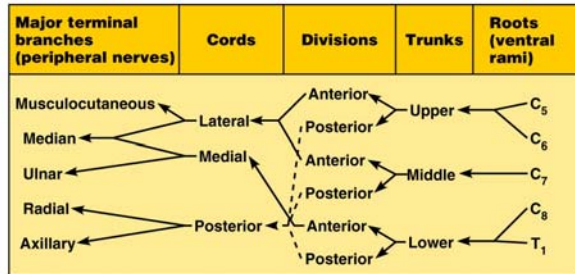 Major terminal
branches
(peripheral nerves)
Cords
Divisions
Trunks
Roots
(ventral
rami)
Musculocutaneous
Median
Ulnar
Radial
Axillary
Lateral
Medial
Posterior
Anterior
Posterior
Anterior
Posterior
Anterior
Posterior
Upper
Middle
Lower
C5
C6
C7
C8
T1